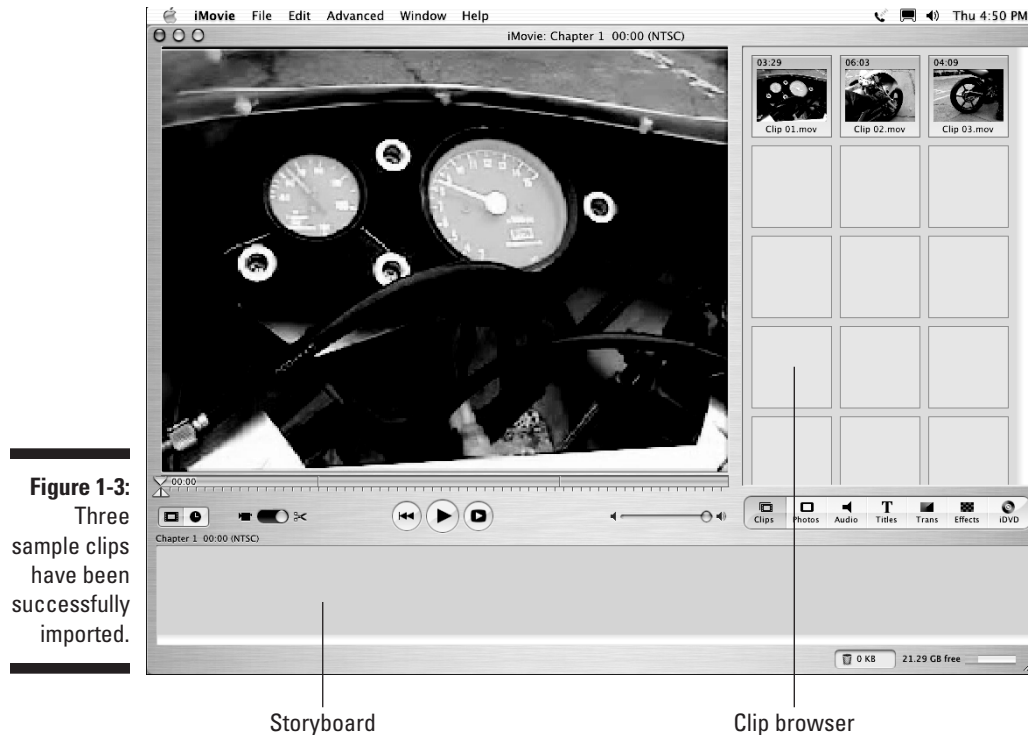 iMovie File Edit Advanced Window Help Thu 4:50 PM
iMovie: Chapter 1 00:00 (NTSC)
03:29 06:03 04:09
Clip 01.mov Clip 02.mov Clip 03.mov
00:00
Clips Photos Audio Titles Trans Effects iDVD
Chapter 1 00:00 (NTSC)
0 KB 21.29 GB free
Figure 1-3:
Three
sample clips
have been
successfully
imported.
Storyboard Clip browser